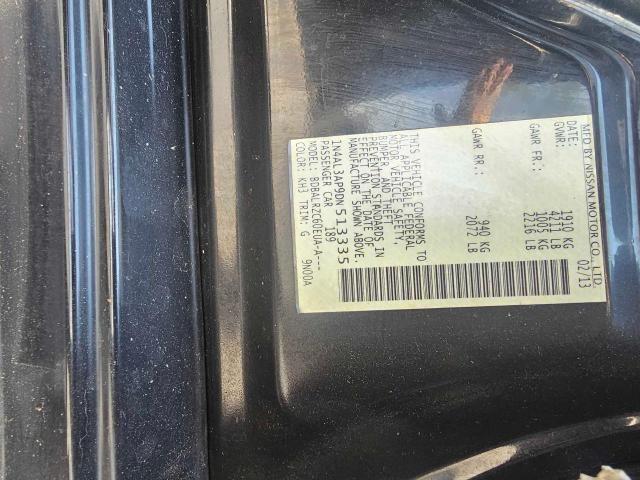 MFD BY NISSAN MOTOR CO., LTD.
DATE: 02/13
GVWR: 1910 KG
4211 LB
GAWR FR.: 1005 KG
2216 LB
GAWR RR.: 940 KG
2072 LB
THIS VEHICLE CONFORMS TO
ALL APPLICABLE FEDERAL
MOTOR VEHICLE SAFETY,
BUMPER, AND THEFT
PREVENTION STANDARDS IN
EFFECT ON THE DATE OF
MANUFACTURE SHOWN ABOVE.
1N4AL3AP9DN 513335
PASSENGER CAR 189
MODEL: BDBALRZC60EUA-A---
COLOR: KH3 TRIM: G 9N00A